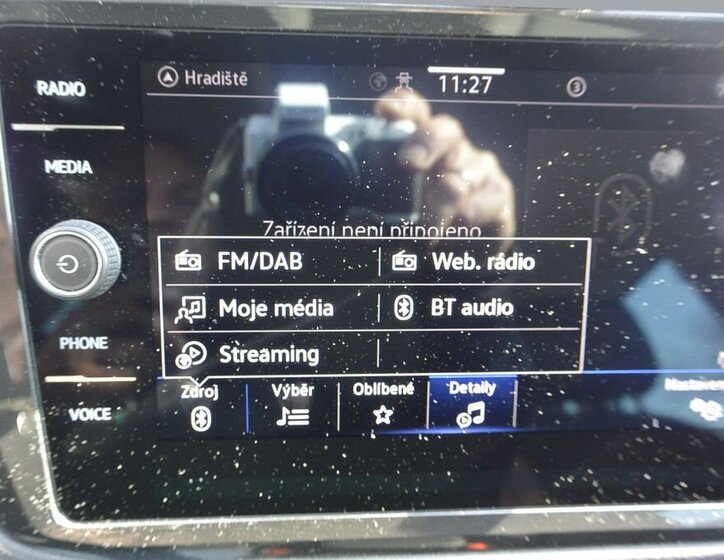 RADIO
Hradiště
11:27
3
MEDIA
Zařízení není připojeno
FM/DAB
Web. rádio
Moje média
BT audio
PHONE
Streaming
Zdroj
Výběr
Oblíbené
Detaily
VOICE